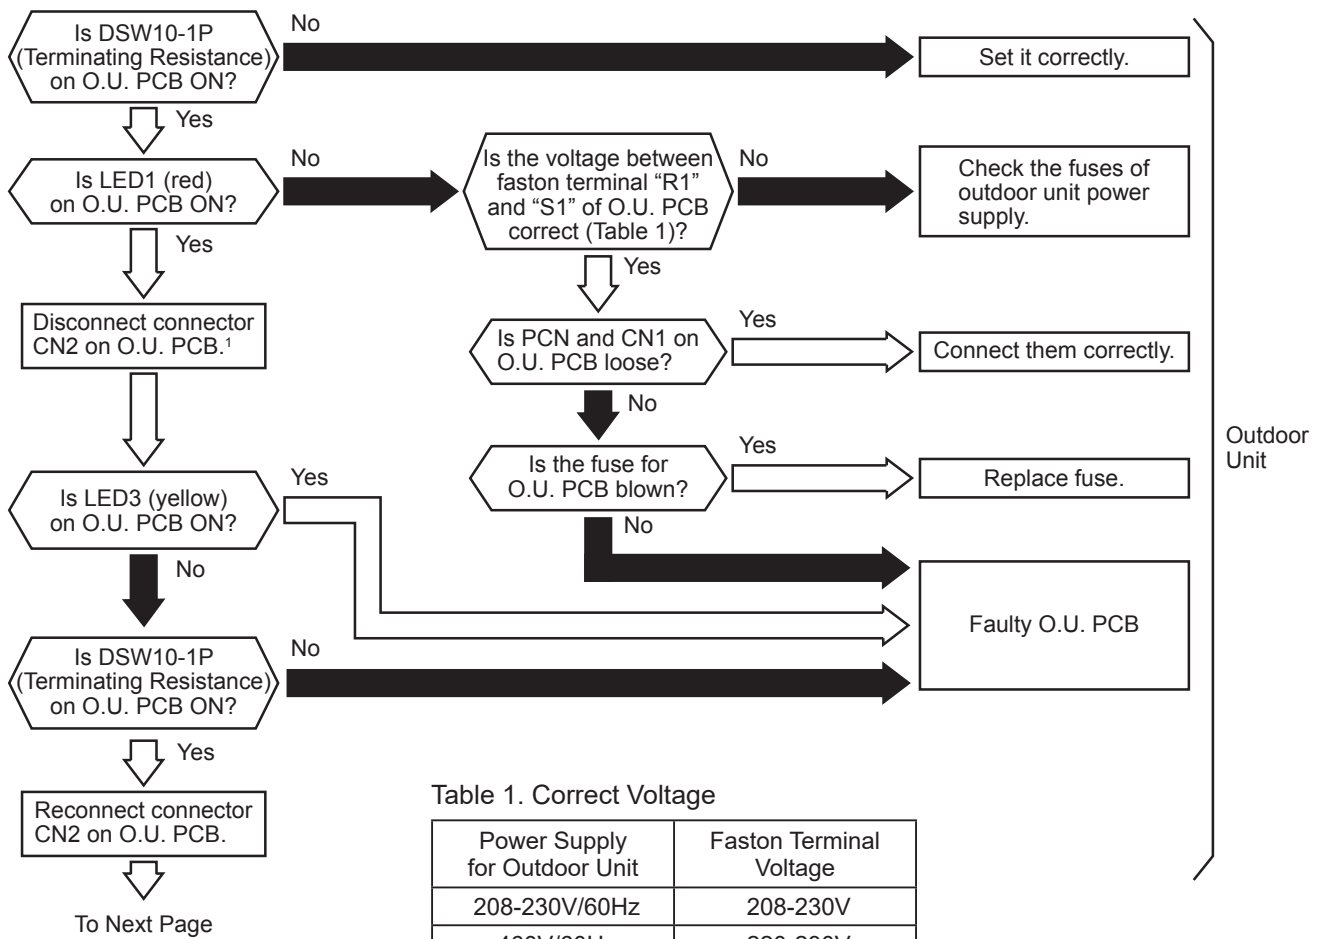 Is DSW10-1P
(Terminating Resistance)
on O.U. PCB ON?
No
Set it correctly.
Yes
Is LED1 (red)
on O.U. PCB ON?
No
Is the voltage between
faston terminal “R1”
and “S1” of O.U. PCB
correct (Table 1)?
No
Check the fuses of
outdoor unit power
supply.
Yes
Yes
Disconnect connector
CN2 on O.U. PCB.¹
Is PCN and CN1 on
O.U. PCB loose?
Yes
Connect them correctly.
No
Is the fuse for
O.U. PCB blown?
Yes
Replace fuse.
No
Is LED3 (yellow)
on O.U. PCB ON?
Yes
No
Faulty O.U. PCB
Is DSW10-1P
(Terminating Resistance)
on O.U. PCB ON?
No
Yes
Reconnect connector
CN2 on O.U. PCB.
To Next Page
Outdoor
Unit
Table 1. Correct Voltage
Power Supply
for Outdoor Unit
Faston Terminal
Voltage
208-230V/60Hz
208-230V